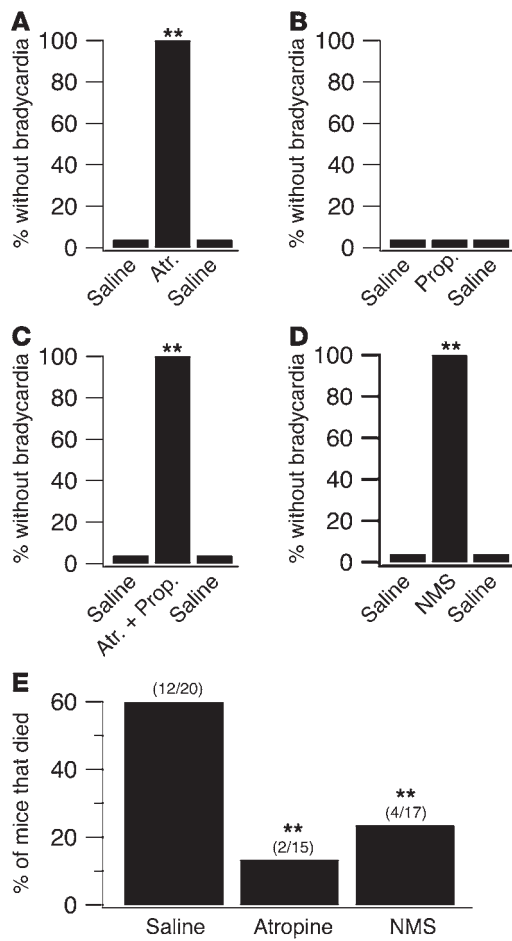 A
% without bradycardia
100
80
60
40
20
0
**
Saline
Atr.
Saline
B
% without bradycardia
100
80
60
40
20
0
Saline
Prop.
Saline
C
% without bradycardia
100
80
60
40
20
0
**
Saline
Atr. + Prop.
Saline
D
% without bradycardia
100
80
60
40
20
0
**
Saline
NMS
Saline
E
% of mice that died
60
40
20
0
(12/20)
**
(2/15)
**
(4/17)
Saline
Atropine
NMS